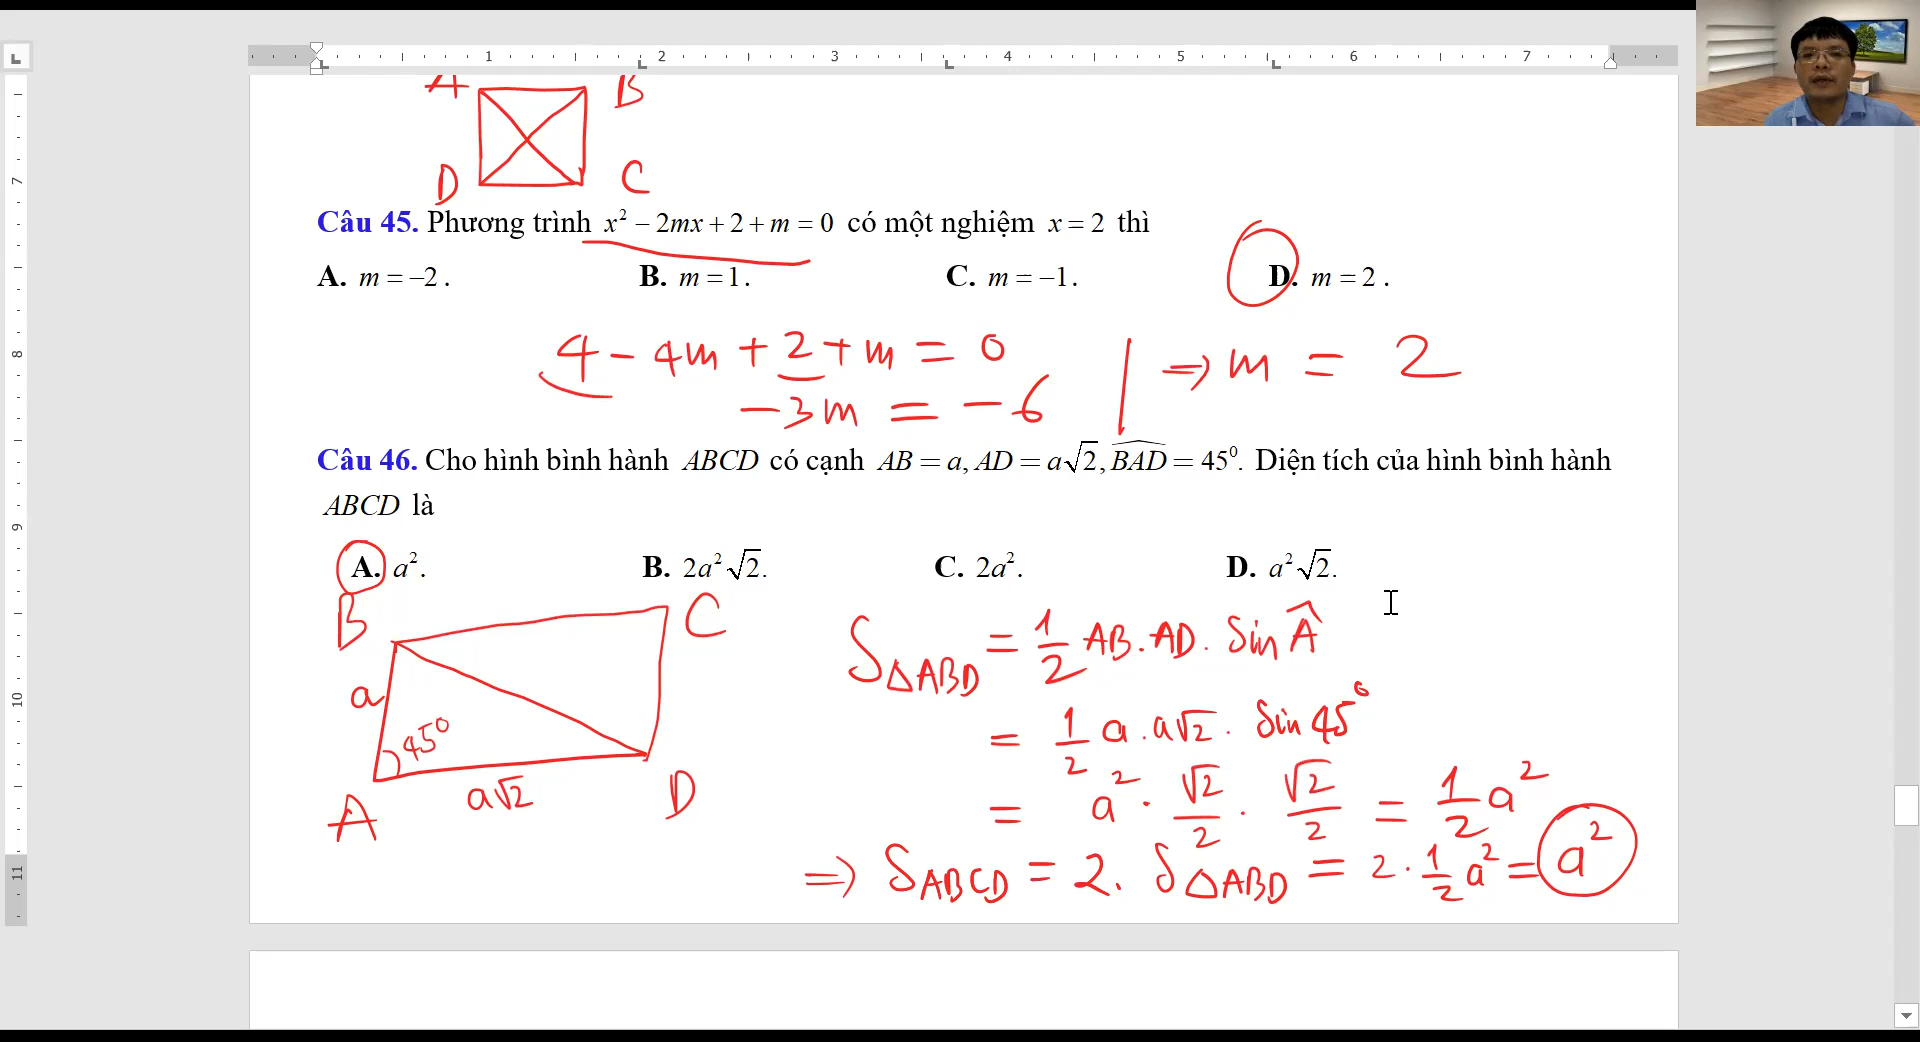 1 2 3 4 5 6 7
A B
D C
7
8
9
10
11
Câu 45. Phương trình x² − 2mx + 2 + m = 0 có một nghiệm x = 2 thì
A. m = −2. B. m = 1. C. m = −1. D. m = 2.
4 − 4m + 2 + m = 0 ⇒ m = 2
−3m = −6
Câu 46. Cho hình bình hành ABCD có cạnh AB = a, AD = a√2, \widehat{BAD} = 45⁰. Diện tích của hình bình hành
ABCD là
A. a². B. 2a²√2. C. 2a². D. a²√2.
B C
a
45⁰
A a√2 D
S△ABD = 1/2 AB.AD. sin Â
= 1/2 a.a√2. sin 45⁰
= a². √2/2 . √2/2 = 1/2 a²
⇒ SABCD = 2. S△ABD = 2. 1/2 a² = a²